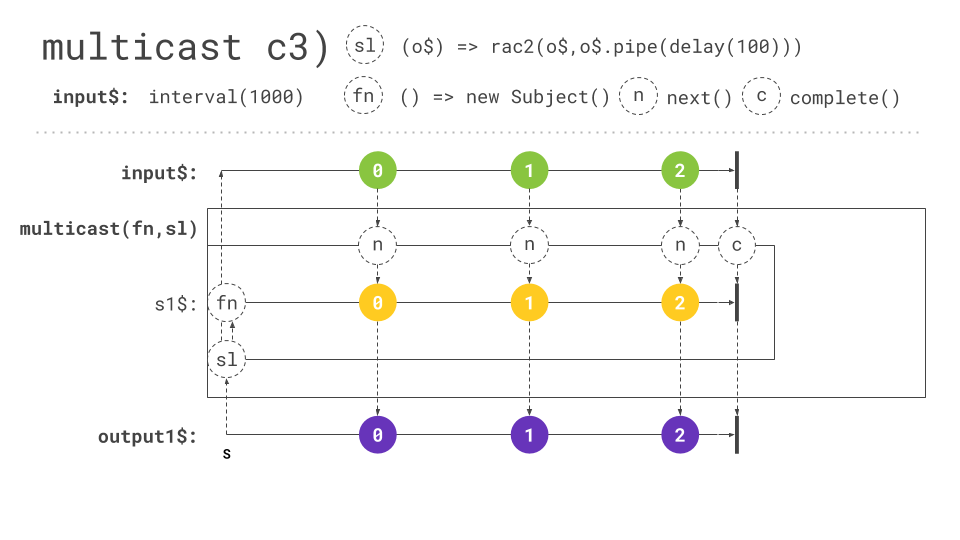 multicast c3) sl (o$) => rac2(o$,o$.pipe(delay(100)))
input$: interval(1000) fn () => new Subject() n next() c complete()
input$: 0 1 2
multicast(fn,sl)
n n n c
s1$: fn 0 1 2
sl
output1$: 0 1 2
s